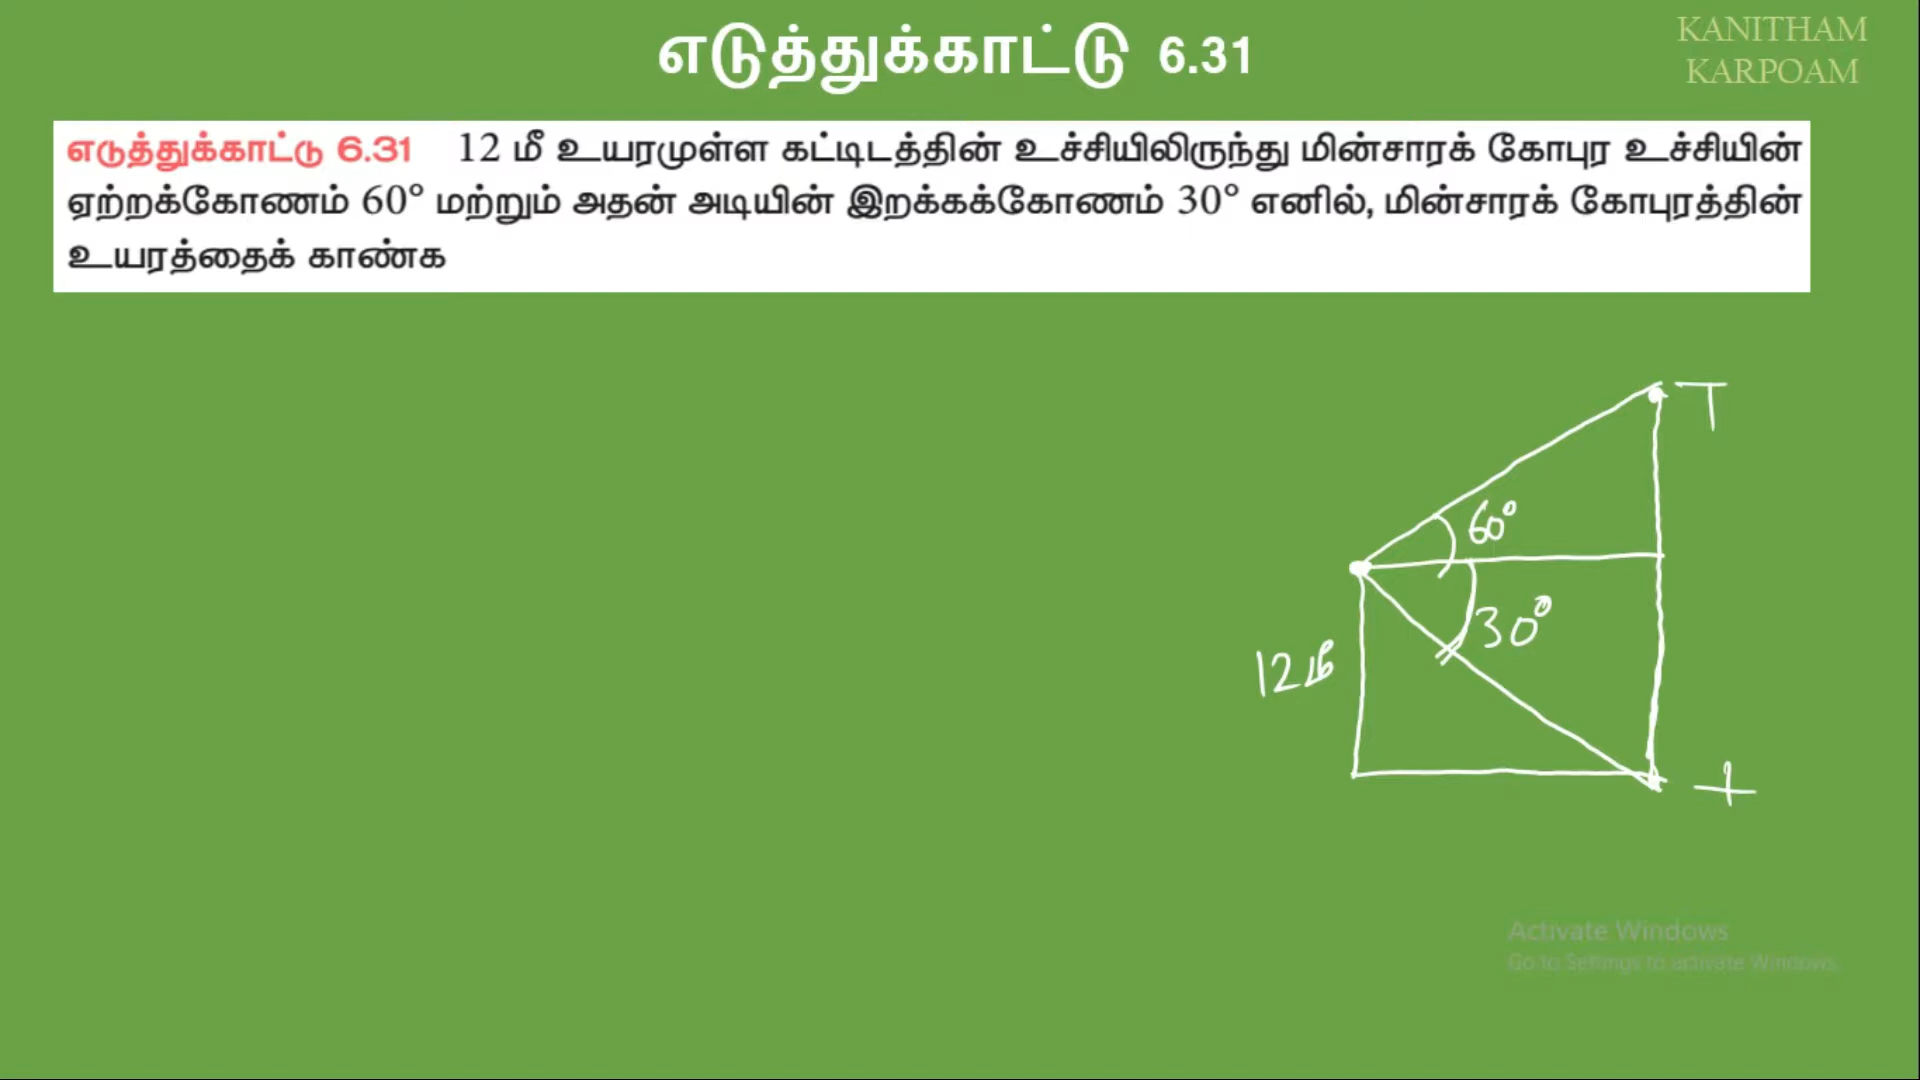 எடுத்துக்காட்டு 6.31
KANITHAM
KARPOAM
எடுத்துக்காட்டு 6.31 12 மீ உயரமுள்ள கட்டிடத்தின் உச்சியிலிருந்து மின்சாரக் கோபுர உச்சியின்
ஏற்றக்கோணம் 60° மற்றும் அதன் அடியின் இறக்கக்கோணம் 30° எனில், மின்சாரக் கோபுரத்தின்
உயரத்தைக் காண்க
T
60°
30°
12மீ
Activate Windows
Go to Settings to activate Windows.